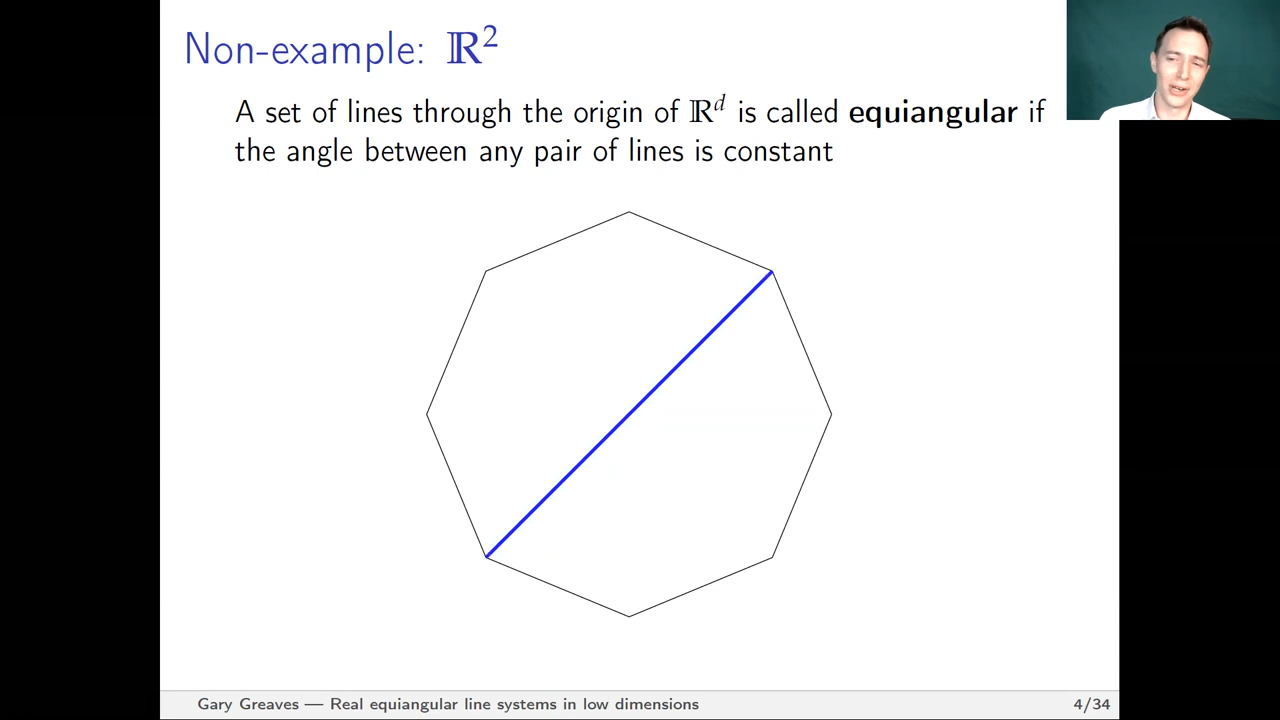 Non-example: ℝ²
A set of lines through the origin of ℝᵈ is called equiangular if
the angle between any pair of lines is constant
Gary Greaves — Real equiangular line systems in low dimensions 4/34